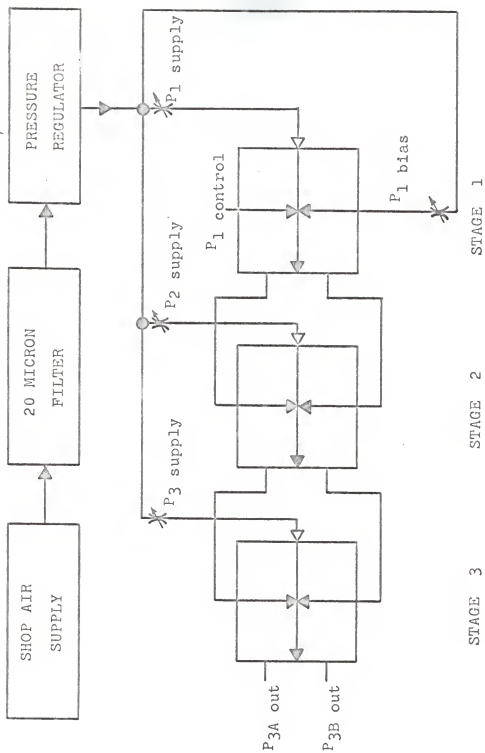 SHOP AIR
SUPPLY
20 MICRON
FILTER
PRESSURE
REGULATOR
P3 supply
P2 supply
P1 supply
P1 control
P1 bias
P3A out
P3B out
STAGE 3
STAGE 2
STAGE 1